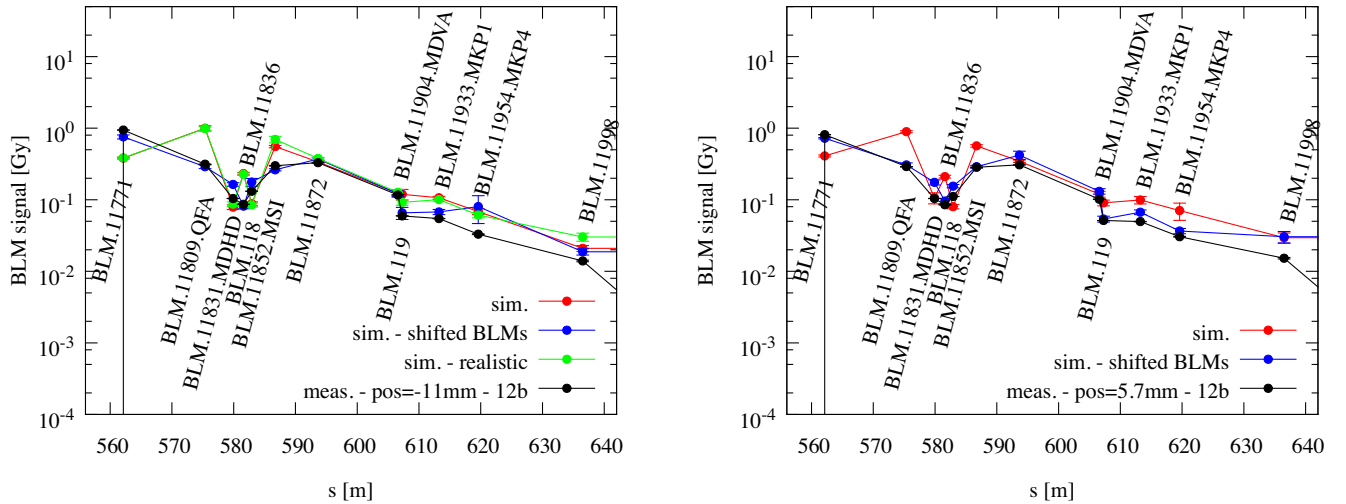 BLM signal [Gy]
10^1
10^0
10^-1
10^-2
10^-3
10^-4
BLM.11771
BLM.11809.QFA
BLM.11831.MDHD
BLM.118
BLM.11836
BLM.11852.MSI
BLM.11872
BLM.119
BLM.11904.MDVA
BLM.11933.MKP1
BLM.11954.MKP4
BLM.11998
sim.
sim. - shifted BLMs
sim. - realistic
meas. - pos=-11mm - 12b
560 570 580 590 600 610 620 630 640
s [m]
BLM signal [Gy]
10^1
10^0
10^-1
10^-2
10^-3
10^-4
BLM.11771
BLM.11809.QFA
BLM.11831.MDHD
BLM.118
BLM.11836
BLM.11852.MSI
BLM.11872
BLM.119
BLM.11904.MDVA
BLM.11933.MKP1
BLM.11954.MKP4
BLM.11998
sim.
sim. - shifted BLMs
meas. - pos=5.7mm - 12b
560 570 580 590 600 610 620 630 640
s [m]